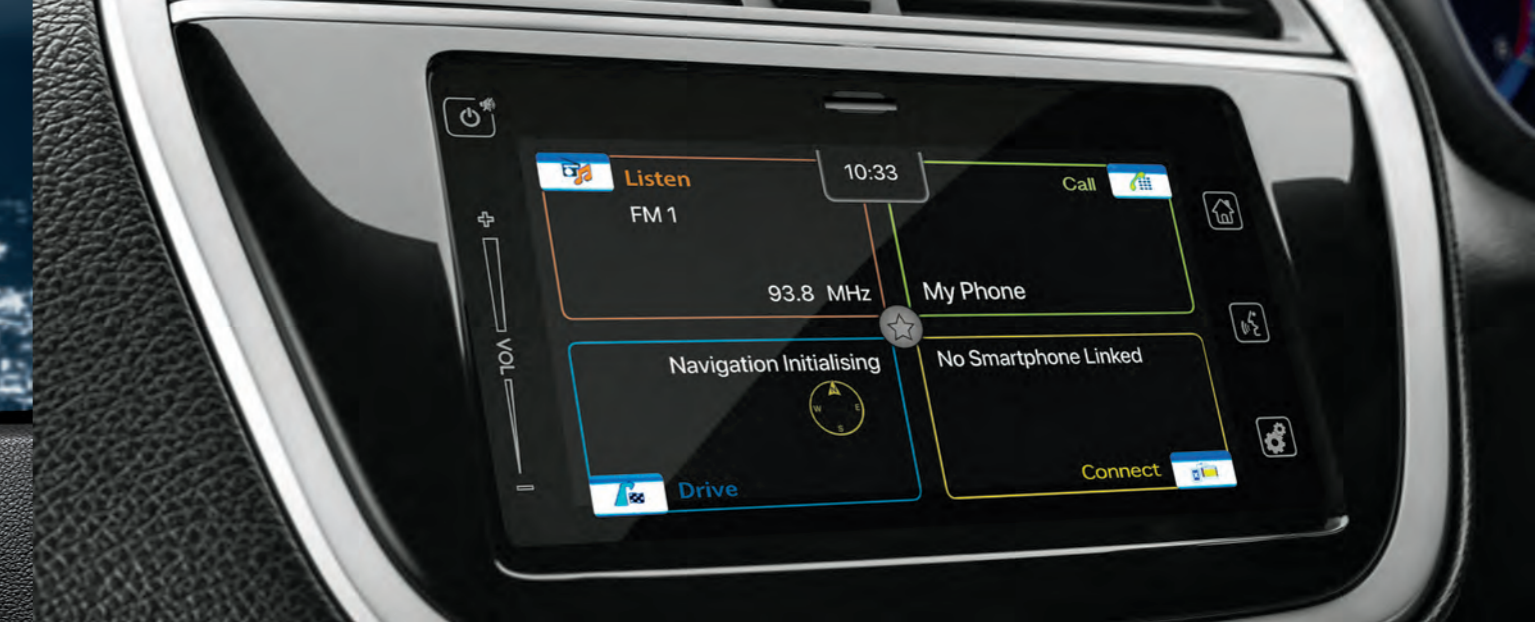 10:33
Listen
FM 1
93.8 MHz
Call
My Phone
VOL
Navigation Initialising
N
W
E
S
Drive
No Smartphone Linked
Connect